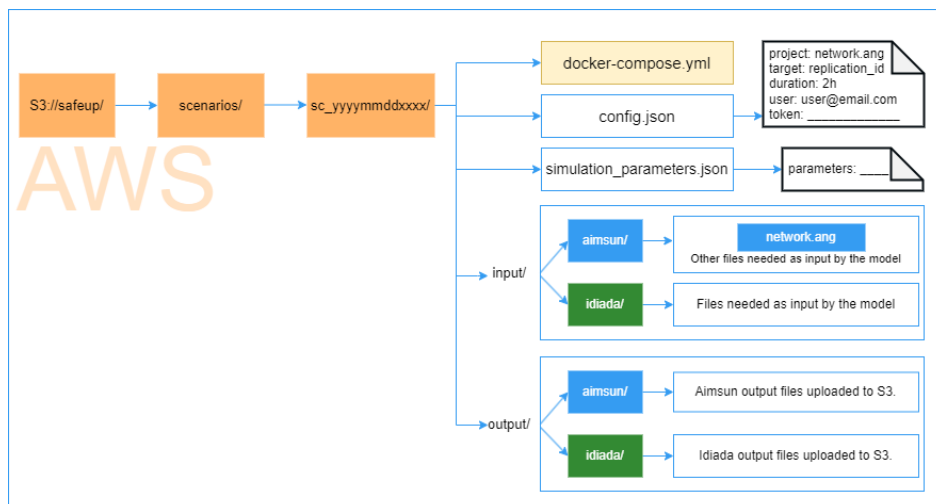 S3://safeup/
scenarios/
sc_yyyymmddxxxx/
AWS
docker-compose.yml
config.json
project: network.ang
target: replication_id
duration: 2h
user: user@email.com
token: _____________
simulation_parameters.json
parameters: ____
input/
aimsun/
network.ang
Other files needed as input by the model
idiada/
Files needed as input by the model
output/
aimsun/
Aimsun output files uploaded to S3.
idiada/
Idiada output files uploaded to S3.